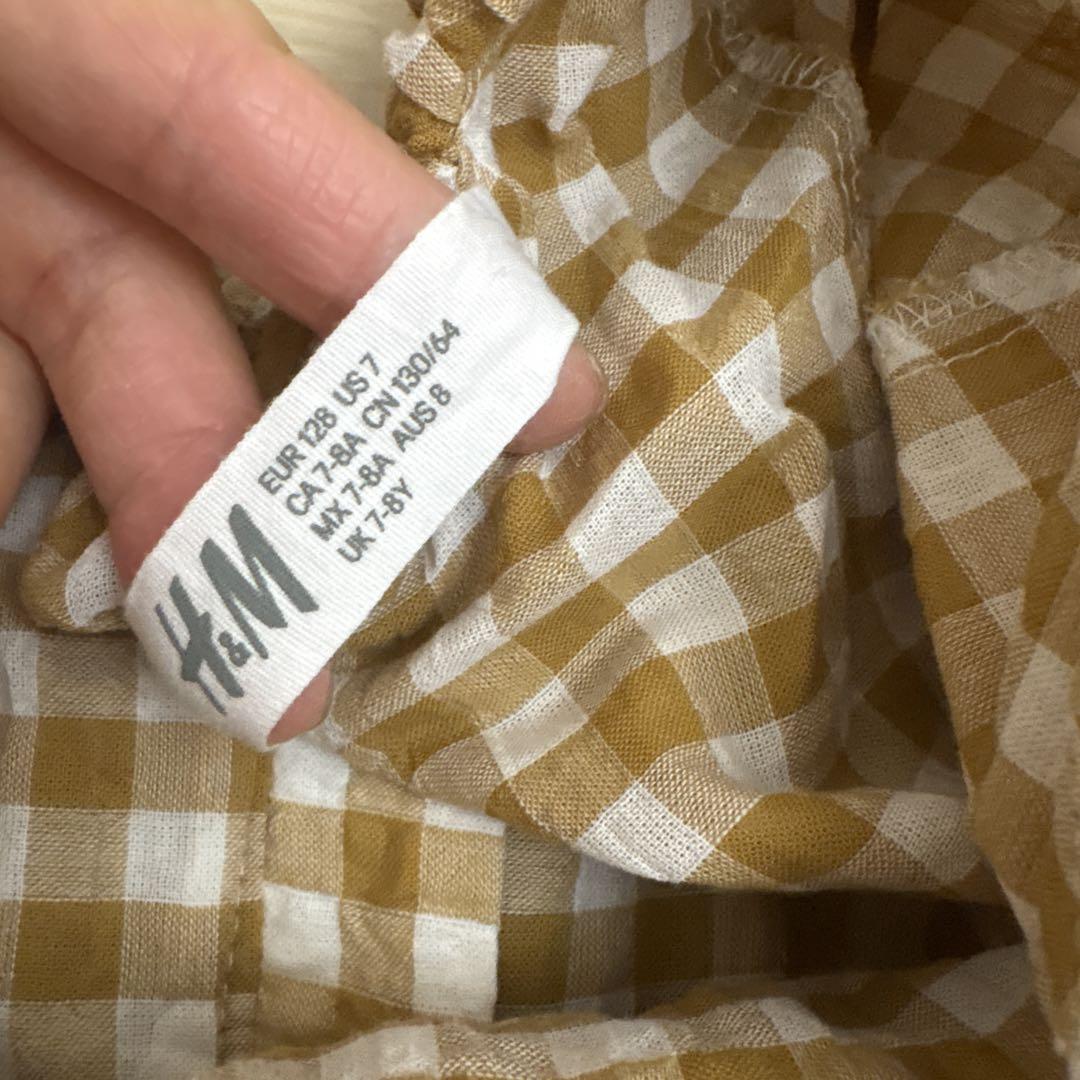 H&M
EUR 128 US 7
CA 7-8A CN 130/64
MX 7-8A AUS 8
UK 7-8Y